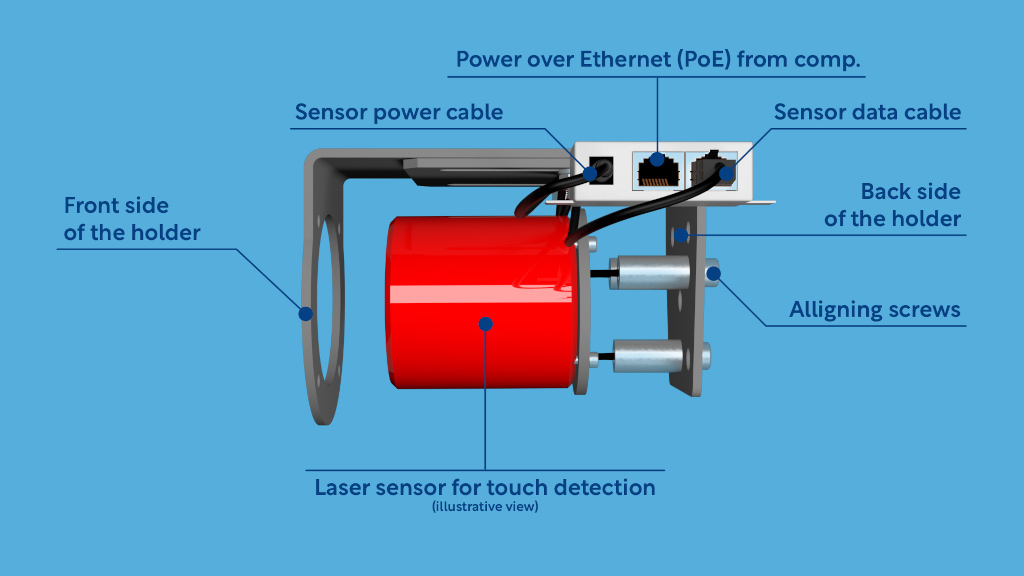 Power over Ethernet (PoE) from comp.
Sensor power cable
Sensor data cable
Front side
of the holder
Back side
of the holder
Alligning screws
Laser sensor for touch detection
(illustrative view)